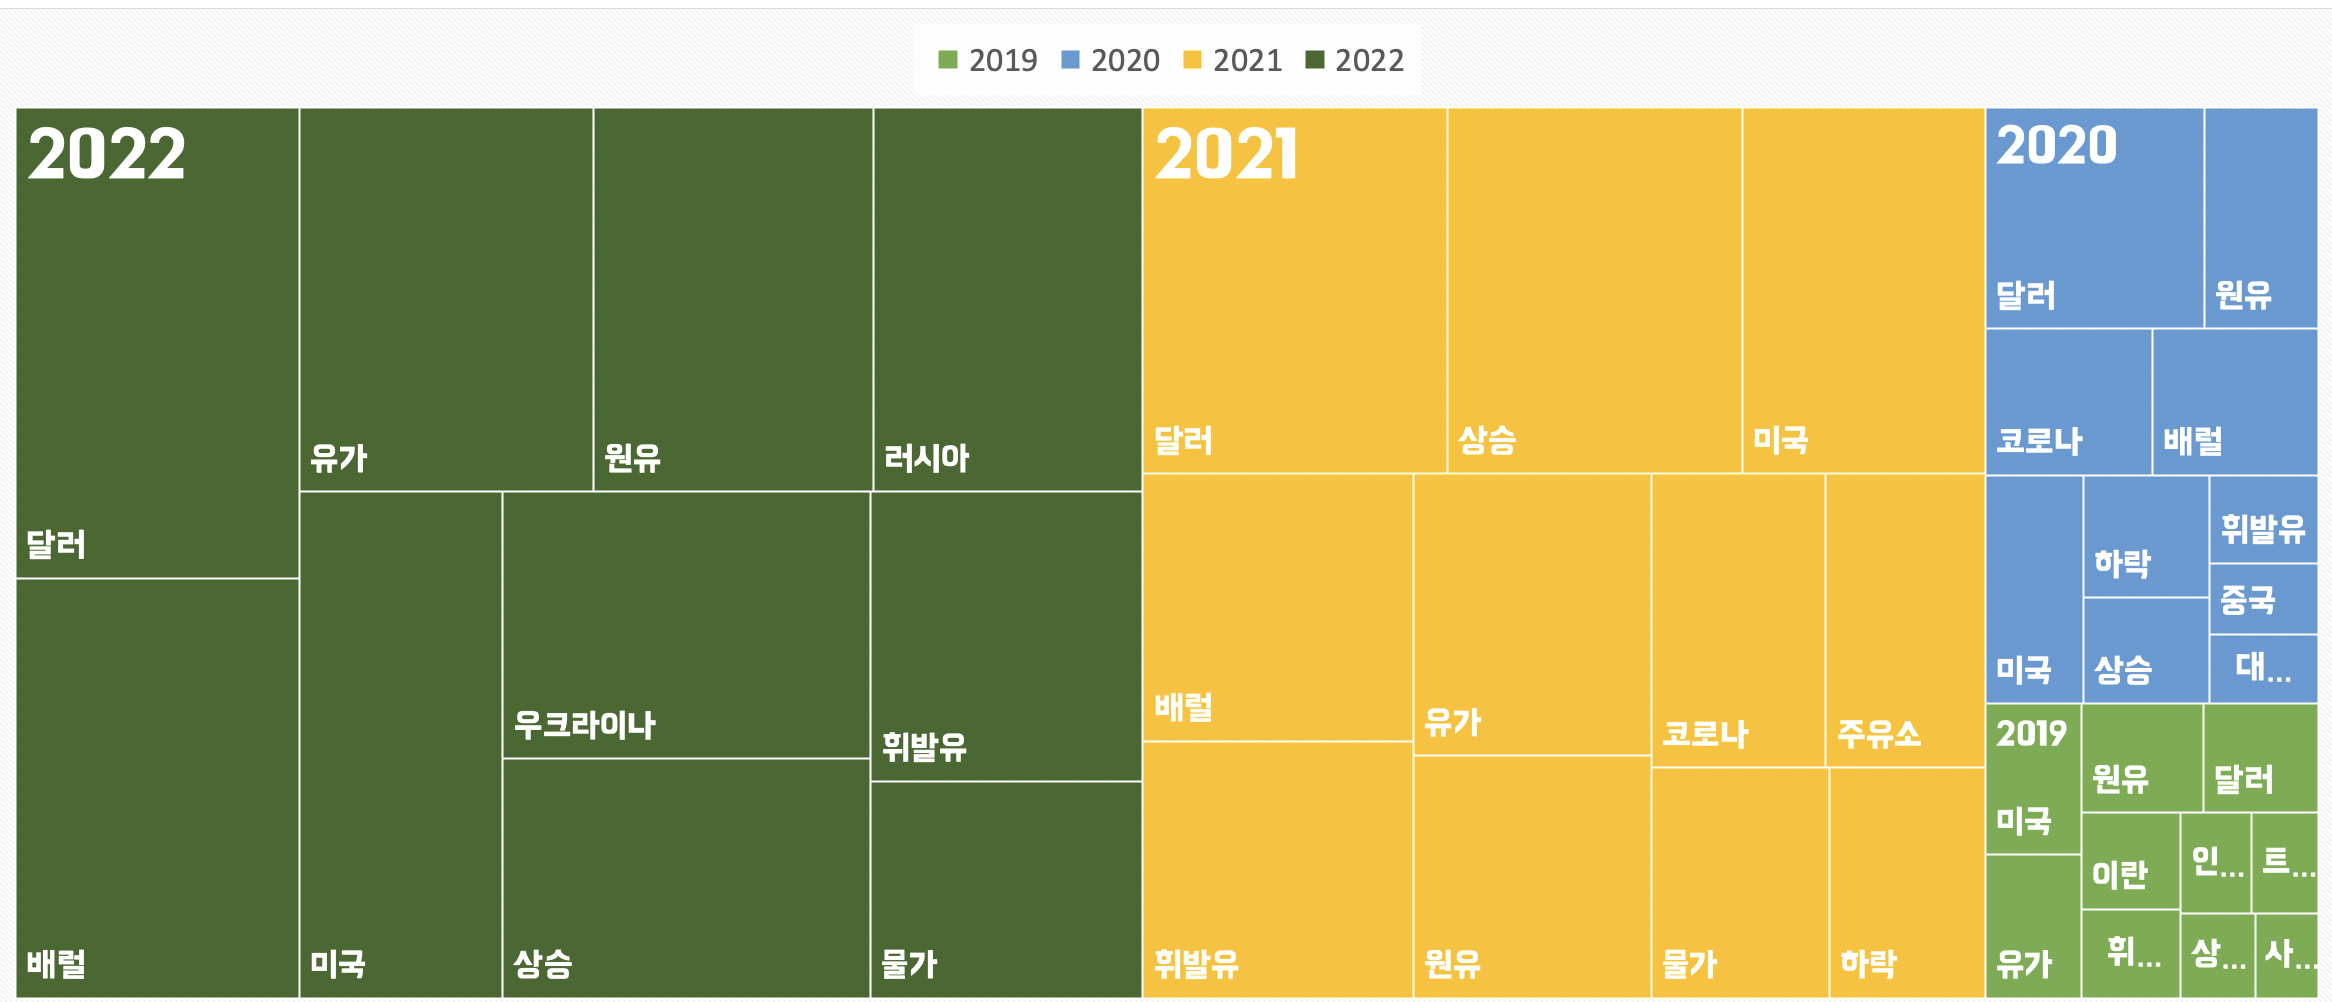 2019 2020 2021 2022
2022
달러
배럴
유가
원유
러시아
미국
우크라이나
상승
휘발유
물가
2021
달러
상승
미국
배럴
휘발유
유가
원유
코로나
주유소
물가
하락
2020
달러
원유
코로나
배럴
미국
하락
상승
휘발유
중국
대...
2019
미국
유가
원유
달러
이란
휘...
인...
트...
상...
사...